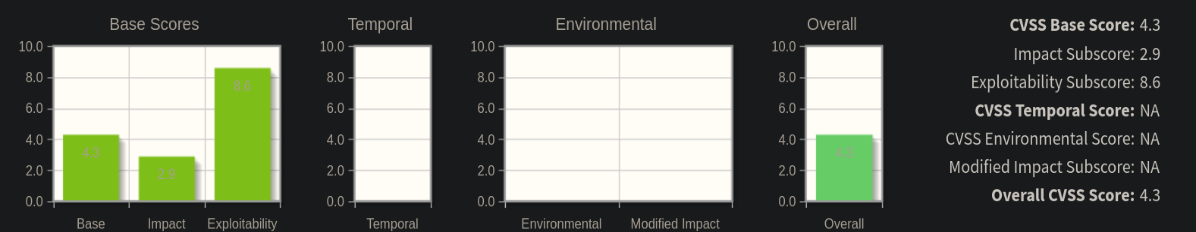 Base Scores
10.0
8.0
6.0
4.0
2.0
0.0
4.3
2.9
8.6
Base Impact Exploitability
Temporal
10.0
8.0
6.0
4.0
2.0
0.0
Temporal
Environmental
10.0
8.0
6.0
4.0
2.0
0.0
Environmental Modified Impact
Overall
10.0
8.0
6.0
4.0
2.0
0.0
4.3
Overall
CVSS Base Score: 4.3
Impact Subscore: 2.9
Exploitability Subscore: 8.6
CVSS Temporal Score: NA
CVSS Environmental Score: NA
Modified Impact Subscore: NA
Overall CVSS Score: 4.3